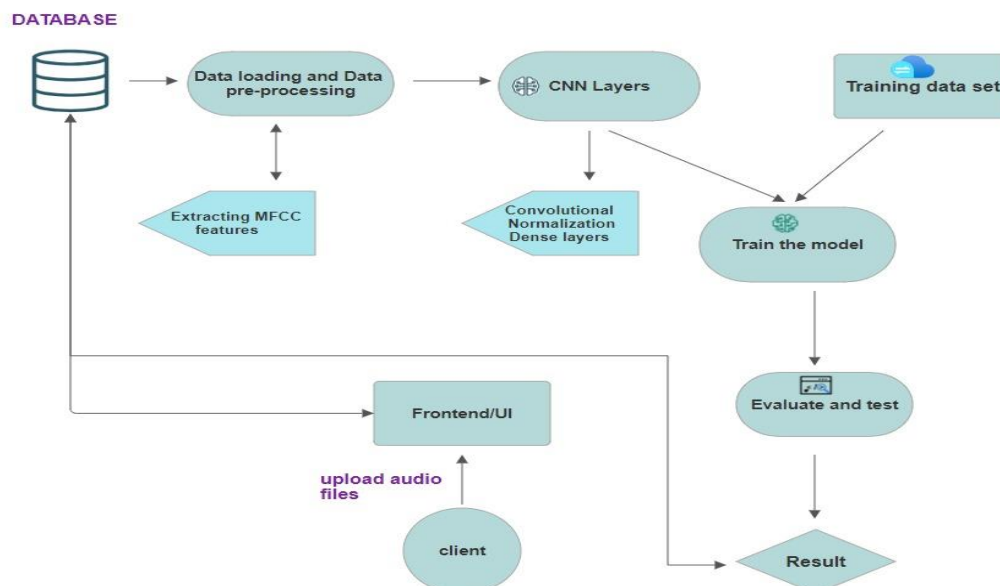 DATABASE
Data loading and Data
pre-processing
CNN Layers
Training data set
Extracting MFCC
features
Convolutional
Normalization
Dense layers
Train the model
Evaluate and test
Frontend/UI
upload audio
files
client
Result